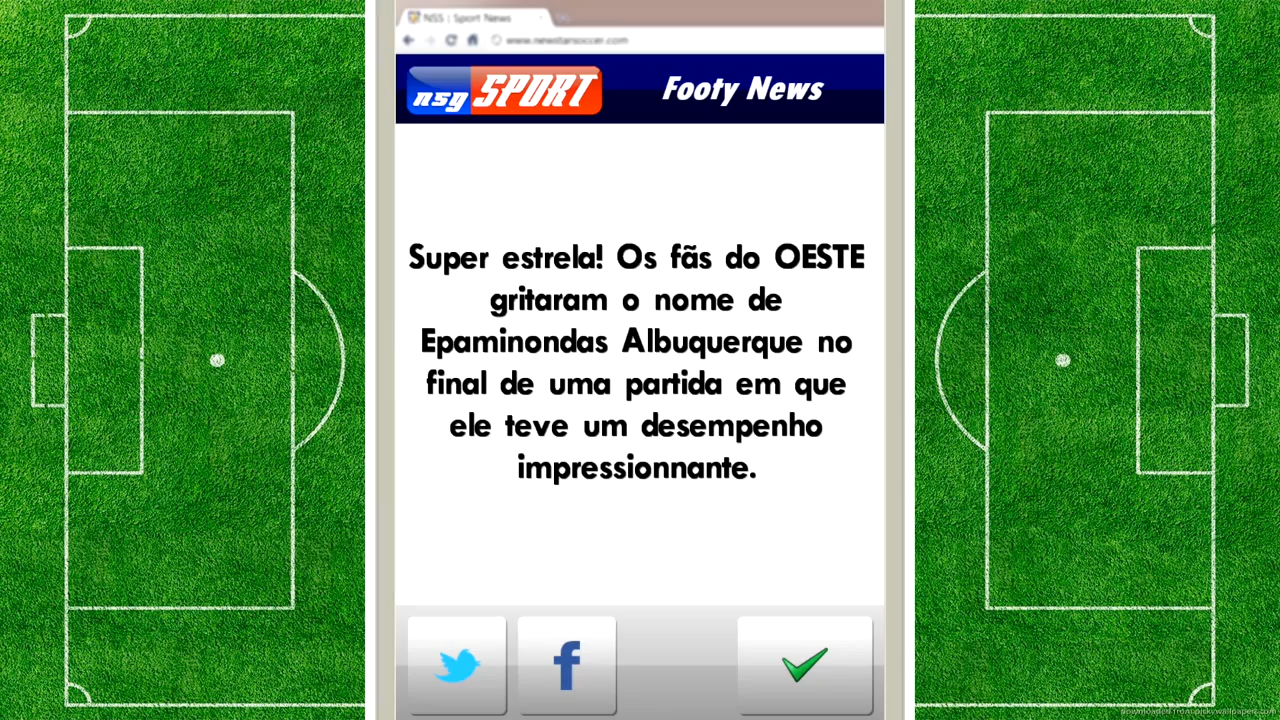 NSS : Sport News
www.newstarsoccer.com
nsg SPORT
Footy News
Super estrela! Os fãs do OESTE
gritaram o nome de
Epaminondas Albuquerque no
final de uma partida em que
ele teve um desempenho
impressionnante.